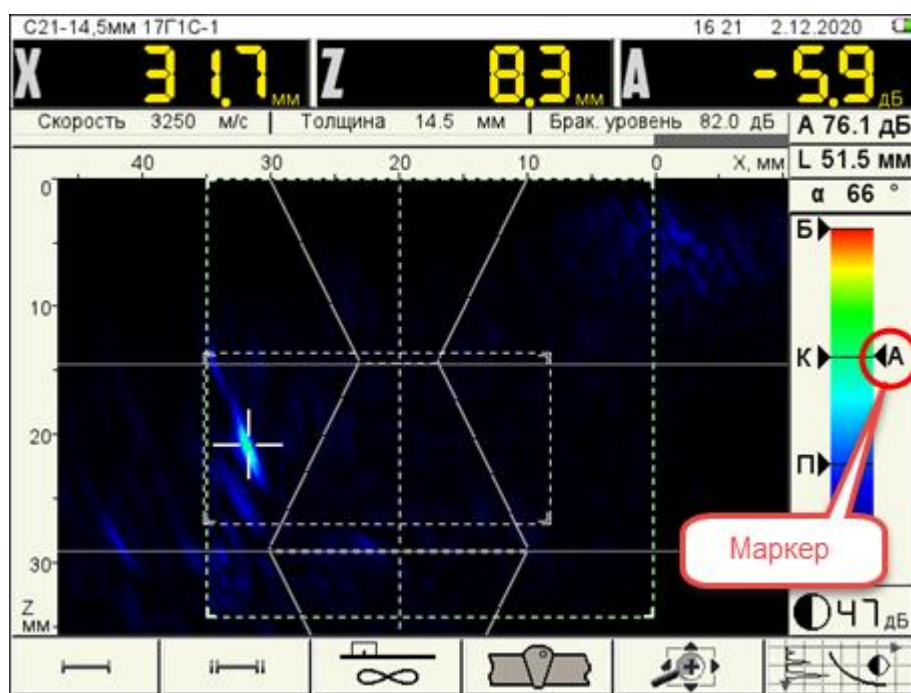 С21-14,5мм 17Г1С-1 16 21 2.12.2020
X 31.7 мм Z 8.3 мм A -5.9 дБ
Скорость 3250 м/с Толщина 14.5 мм Брак. уровень 82.0 дБ
А 76.1 дБ
L 51.5 мм
α 66 °
40 30 20 10 0 X, мм
0
10
20
30
Z
мм
Б
К
А
П
Маркер
47 дБ